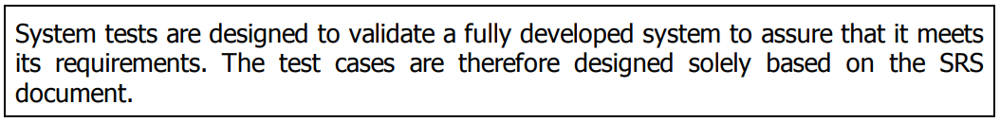 System tests are designed to validate a fully developed system to assure that it meets
its requirements. The test cases are therefore designed solely based on the SRS
document.